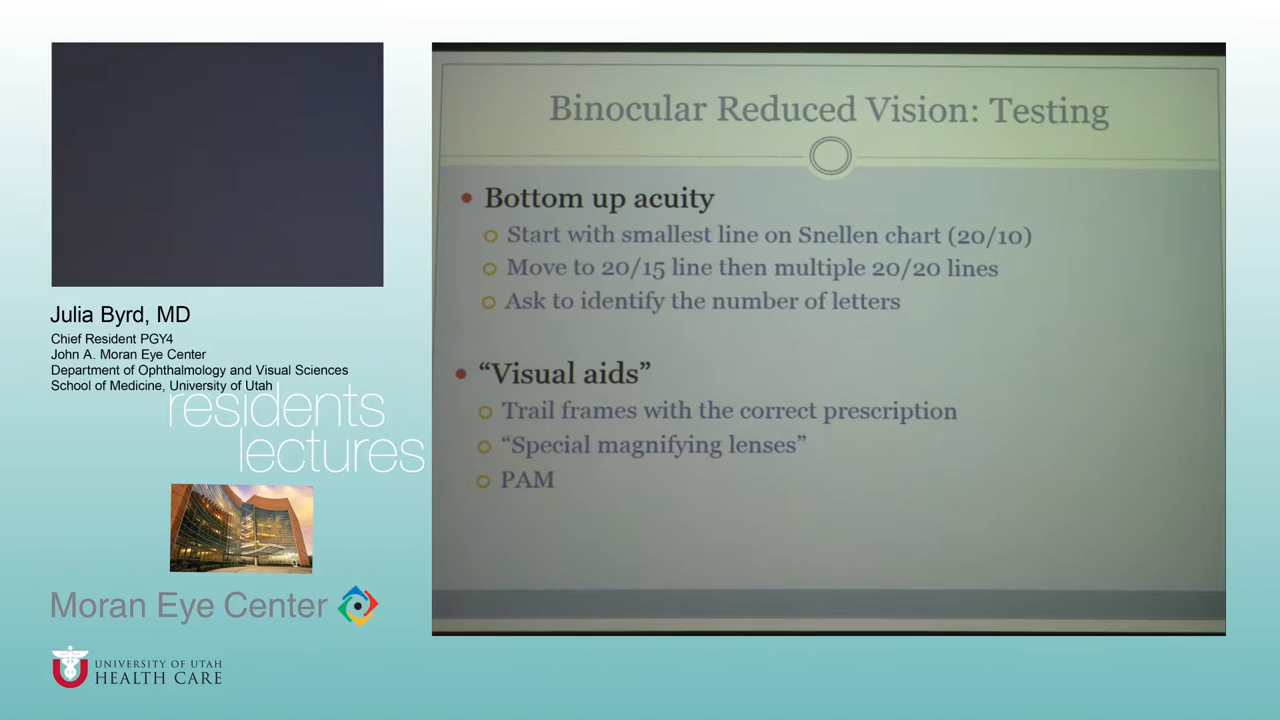 Julia Byrd, MD
Chief Resident PGY4
John A. Moran Eye Center
Department of Ophthalmology and Visual Sciences
School of Medicine, University of Utah
residents
lectures
Moran Eye Center
UNIVERSITY OF UTAH
HEALTH CARE
Binocular Reduced Vision: Testing
Bottom up acuity
Start with smallest line on Snellen chart (20/10)
Move to 20/15 line then multiple 20/20 lines
Ask to identify the number of letters
“Visual aids”
Trail frames with the correct prescription
“Special magnifying lenses”
PAM